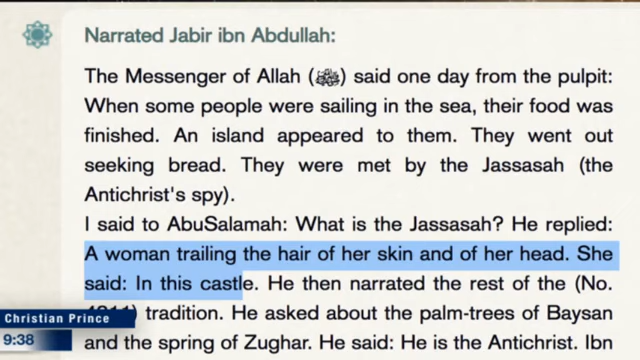 Narrated Jabir ibn Abdullah:
The Messenger of Allah (ﷺ) said one day from the pulpit:
When some people were sailing in the sea, their food was
finished. An island appeared to them. They went out
seeking bread. They were met by the Jassasah (the
Antichrist's spy).
I said to AbuSalamah: What is the Jassasah? He replied:
A woman trailing the hair of her skin and of her head. She
said: In this castle. He then narrated the rest of the (No.
tradition. He asked about the palm-trees of Baysan
and the spring of Zughar. He said: He is the Antichrist. Ibn
Christian Prince
9:38